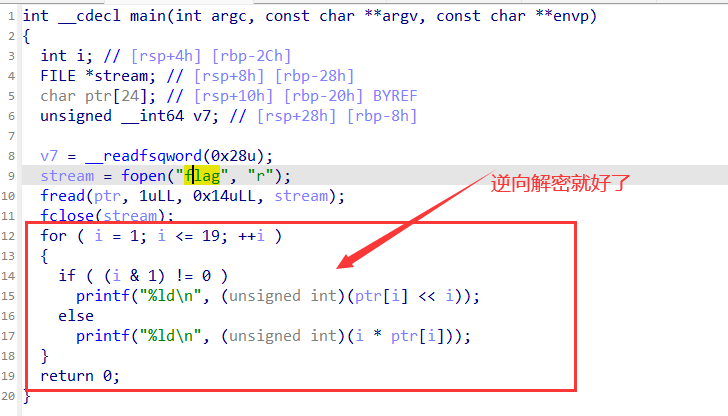 1 int __cdecl main(int argc, const char **argv, const char **envp)
2 {
3 int i; // [rsp+4h] [rbp-2Ch]
4 FILE *stream; // [rsp+8h] [rbp-28h]
5 char ptr[24]; // [rsp+10h] [rbp-20h] BYREF
6 unsigned __int64 v7; // [rsp+28h] [rbp-8h]
7
8 v7 = __readfsqword(0x28u);
9 stream = fopen("flag", "r");
10 fread(ptr, 1uLL, 0x14uLL, stream);
11 fclose(stream);
12 for ( i = 1; i <= 19; ++i )
13 {
14 if ( (i & 1) != 0 )
15 printf("%ld\n", (unsigned int)(ptr[i] << i));
16 else
17 printf("%ld\n", (unsigned int)(i * ptr[i]));
18 }
19 return 0;
20 }
逆向解密就好了